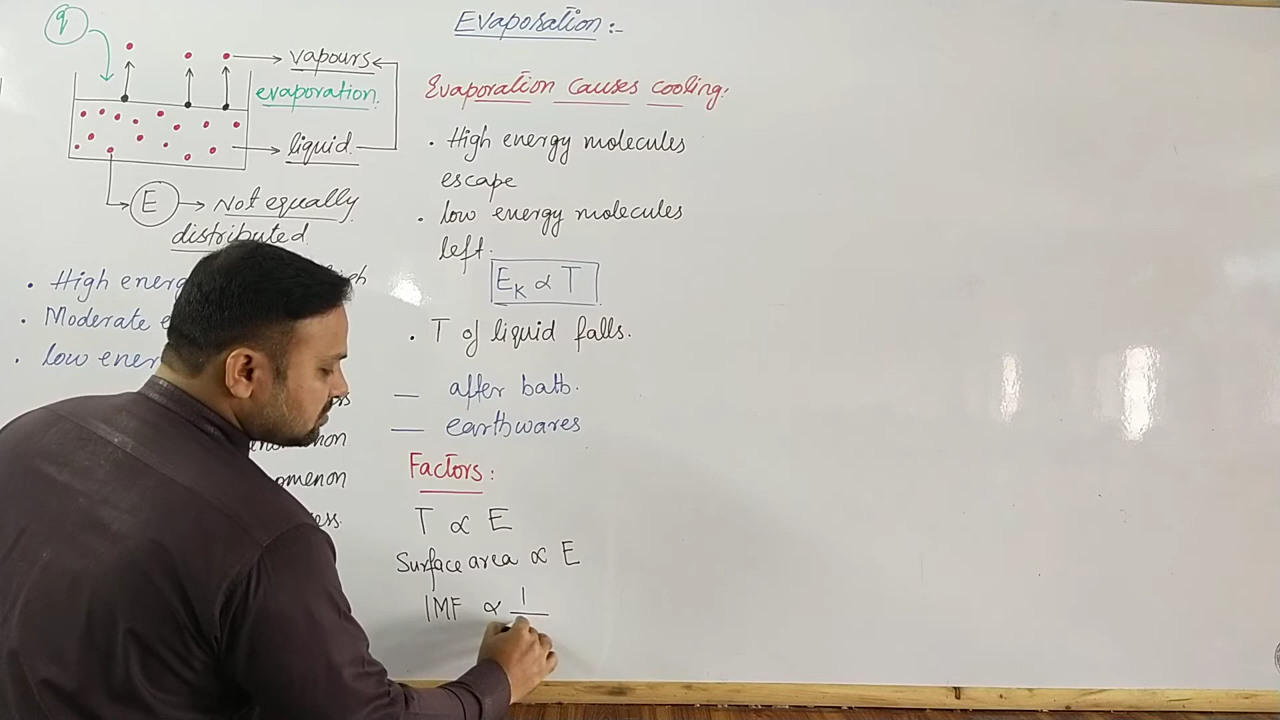 Evaporation:-
q
vapours
evaporation.
liquid.
E → Not equally
distributed.
• High energ
• Moderate e
• low ener
omenon
Evaporation causes cooling:
• High energy molecules
escape
• low energy molecules
left.
E_K ∝ T
• T of liquid falls.
— after bath.
— earthwares
Factors:
T ∝ E
Surface area ∝ E
IMF ∝ 1